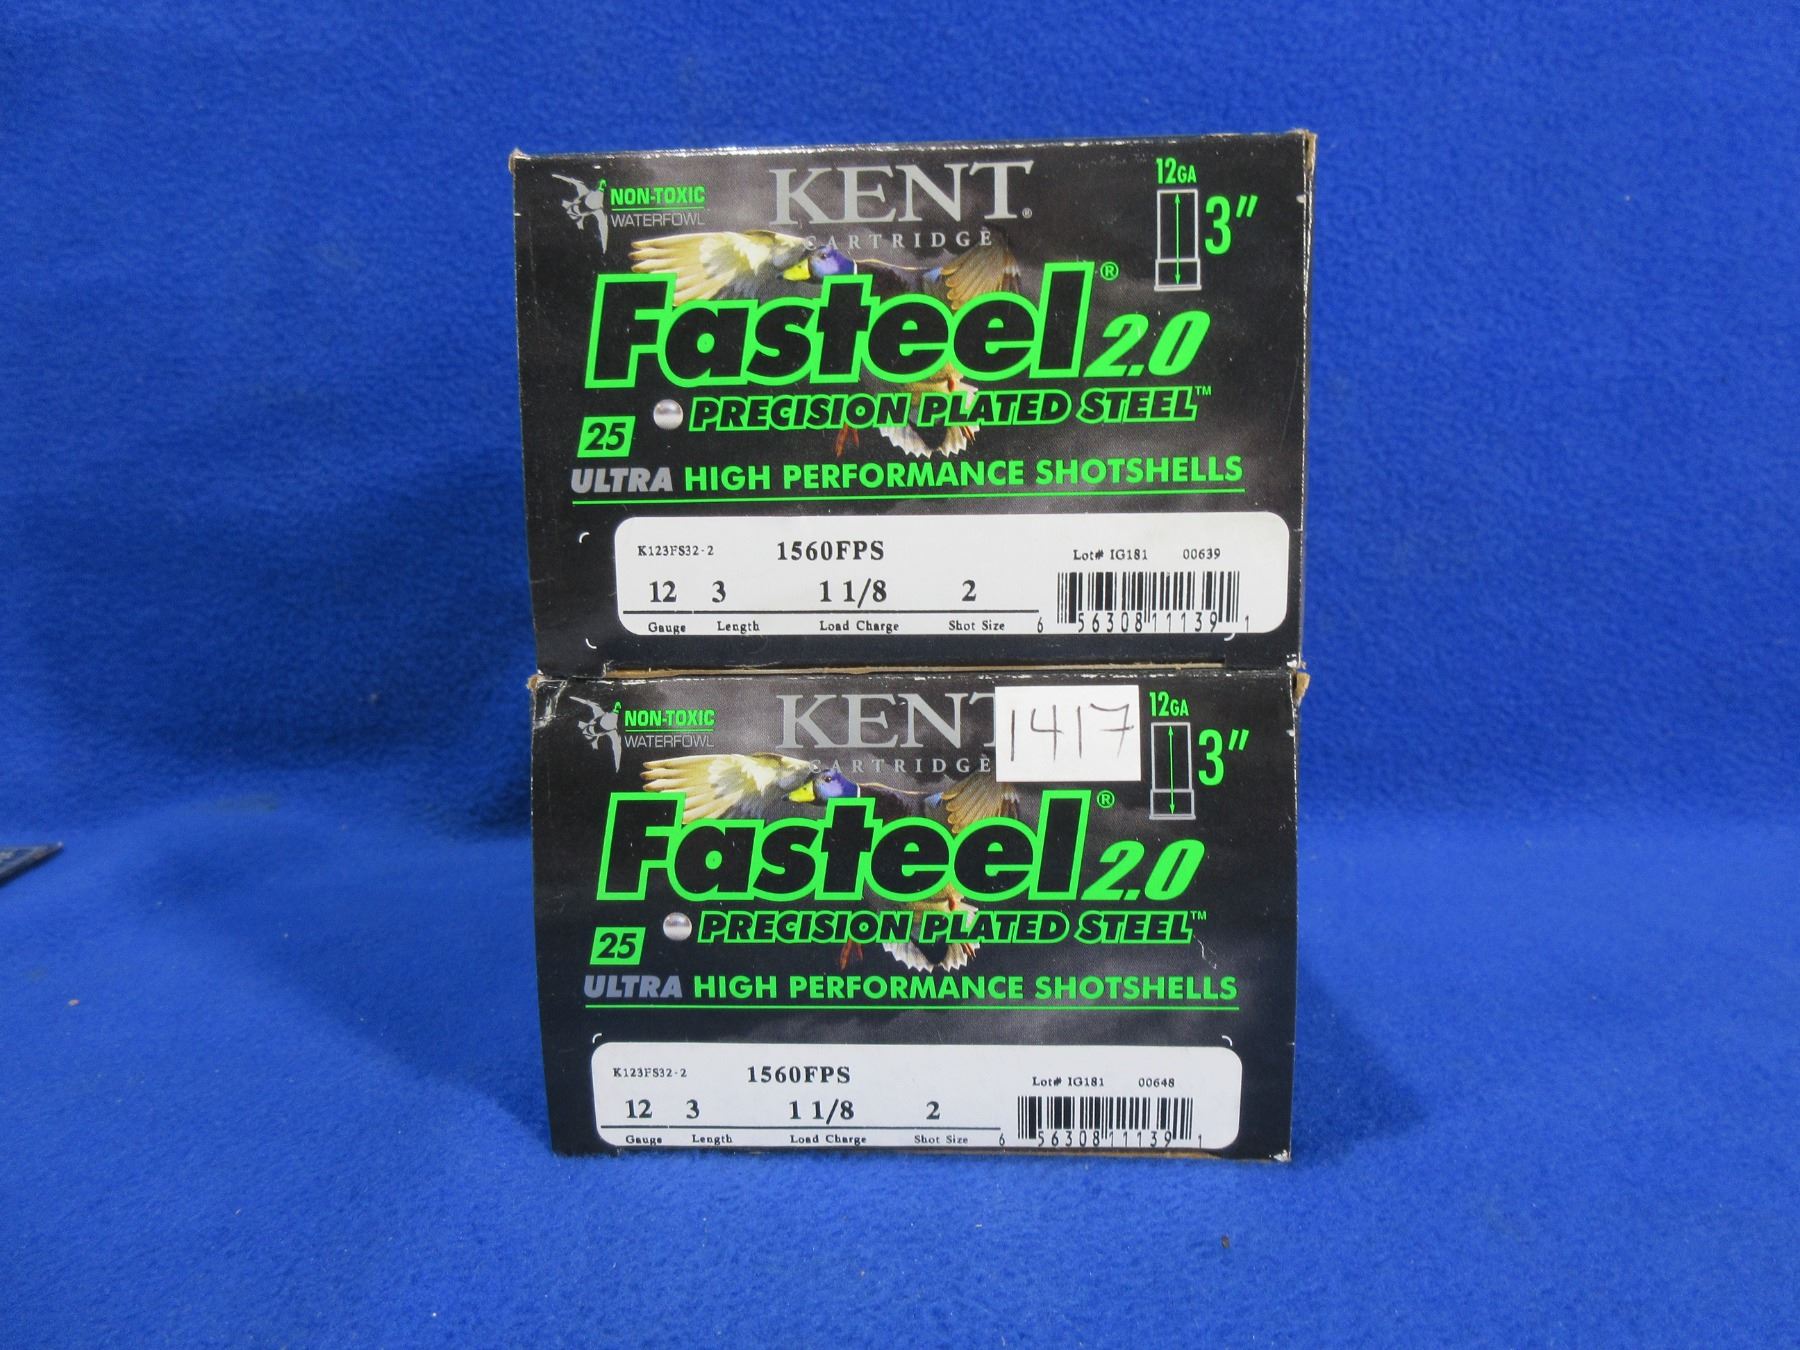 NON-TOXIC
WATERFOWL
KENT®
CARTRIDGE
12GA
3"
Fasteel® 2.0
PRECISION PLATED STEEL™
25
ULTRA HIGH PERFORMANCE SHOTSHELLS
K123FS32-2 1560FPS Lot# IG181 00639
12 3 1 1/8 2
Gauge Length Load Charge Shot Size
6 56308 11139 1
NON-TOXIC
WATERFOWL
KENT
CARTRIDGE
1417
12GA
3"
Fasteel® 2.0
PRECISION PLATED STEEL™
25
ULTRA HIGH PERFORMANCE SHOTSHELLS
K123FS32-2 1560FPS Lot# IG181 00648
12 3 1 1/8 2
Gauge Length Load Charge Shot Size
6 56308 11139 1